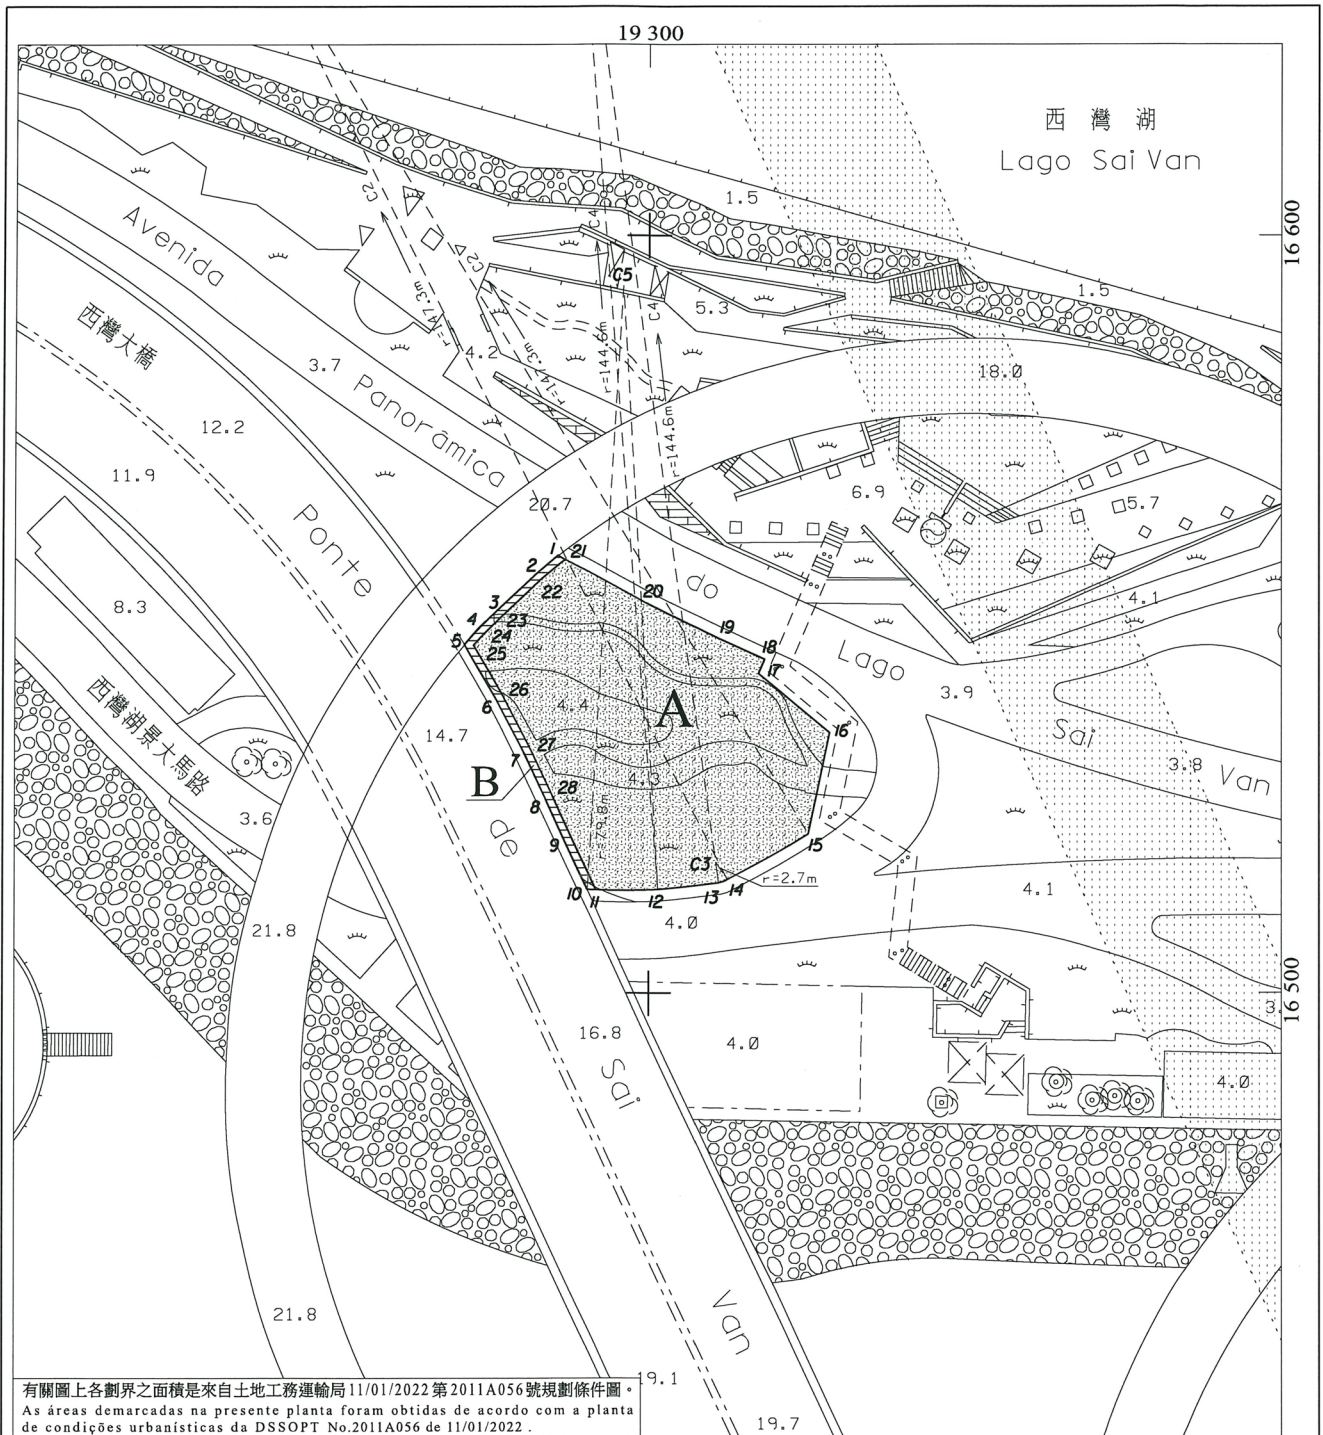 19 300
西 灣 湖
Lago Sai Van
1.5
16 600
C2
C4
Avenida
C5
C2
C4
5.3
1.5
r=147.3m
4.2
r=147.3m
r=144.6m
r=144.6m
西灣大橋
3.7
Panorâmica
18.0
12.2
11.9
20.7
6.9
5.7
Ponte
8.3
1
21
2
22
20
do
4.1
3
4
23
19
5
24
25
18
17
Lago
3.9
26
6
4.4
A
16
Sai
14.7
西灣湖景大馬路
27
7
4.3
3.8
Van
B
28
8
3.6
de
9
r=79.8m
15
C3
r=2.7m
10
11
12
13
14
4.0
4.1
21.8
16 500
3.
16.8
4.0
Sai
4.0
21.8
Van
19.1
有關圖上各劃界之面積是來自土地工務運輸局11/01/2022第2011A056號規劃條件圖。
As áreas demarcadas na presente planta foram obtidas de acordo com a planta
de condições urbanísticas da DSSOPT No.2011A056 de 11/01/2022 .
19.7